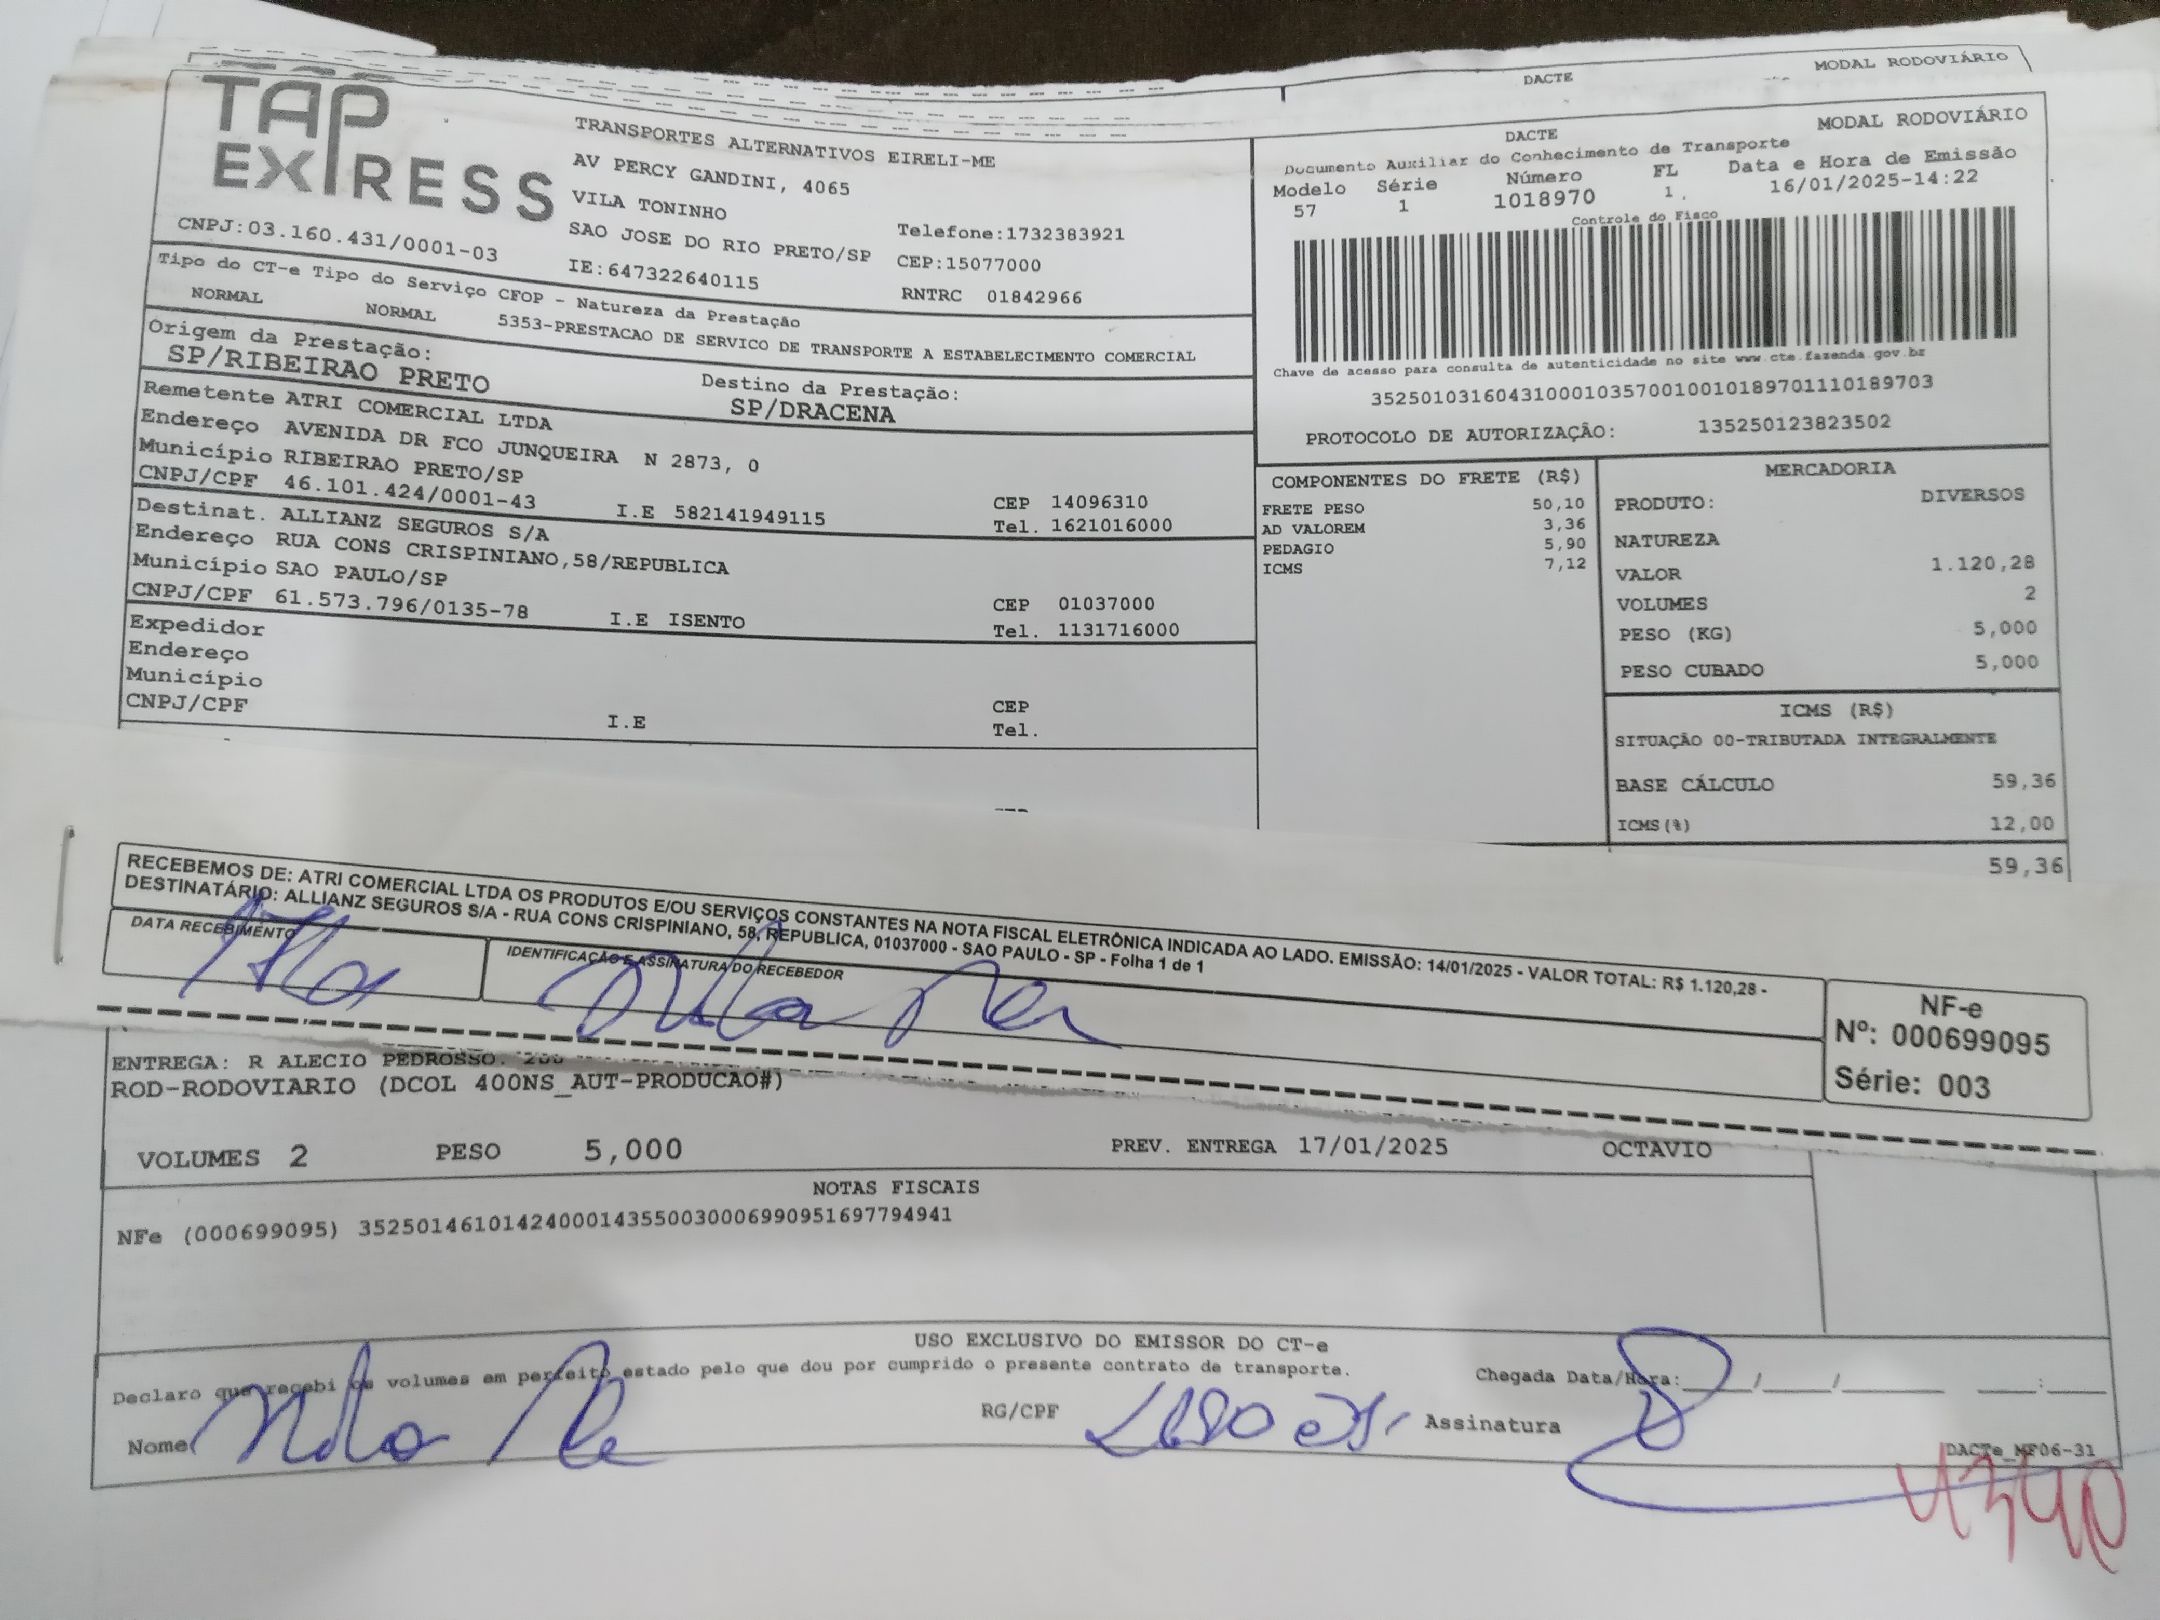 DACTE MODAL RODOVIÁRIO
TAP EXPRESS
CNPJ:03.160.431/0001-03
TRANSPORTES ALTERNATIVOS EIRELI-ME
AV PERCY GANDINI, 4065
VILA TONINHO
SAO JOSE DO RIO PRETO/SP
IE:647322640115
Telefone:1732383921
CEP:15077000
RNTRC 01842966
DACTE MODAL RODOVIÁRIO
Documento Auxiliar do Conhecimento de Transporte
Modelo Série Número FL Data e Hora de Emissão
57 1 1018970 1 16/01/2025-14:22
Controle do Fisco
Chave de acesso para consulta de autenticidade no site www.cte.fazenda.gov.br
35250103160431000103570010010189701110189703
PROTOCOLO DE AUTORIZAÇÃO: 135250123823502
Tipo do CT-e Tipo do Serviço CFOP - Natureza da Prestação
NORMAL NORMAL 5353-PRESTACAO DE SERVICO DE TRANSPORTE A ESTABELECIMENTO COMERCIAL
Origem da Prestação: Destino da Prestação:
SP/RIBEIRAO PRETO SP/DRACENA
Remetente ATRI COMERCIAL LTDA
Endereço AVENIDA DR FCO JUNQUEIRA N 2873, 0
Município RIBEIRAO PRETO/SP CEP 14096310
CNPJ/CPF 46.101.424/0001-43 I.E 582141949115 Tel. 1621016000
Destinat. ALLIANZ SEGUROS S/A
Endereço RUA CONS CRISPINIANO,58/REPUBLICA
Município SAO PAULO/SP CEP 01037000
CNPJ/CPF 61.573.796/0135-78 I.E ISENTO Tel. 1131716000
Expedidor
Endereço
Município CEP
CNPJ/CPF I.E Tel.
COMPONENTES DO FRETE (R$)
FRETE PESO 50,10
AD VALOREM 3,36
PEDAGIO 5,90
ICMS 7,12
MERCADORIA
PRODUTO: DIVERSOS
NATUREZA
VALOR 1.120,28
VOLUMES 2
PESO (KG) 5,000
PESO CUBADO 5,000
ICMS (R$)
SITUAÇÃO 00-TRIBUTADA INTEGRALMENTE
BASE CÁLCULO 59,36
ICMS(%) 12,00
59,36
RECEBEMOS DE: ATRI COMERCIAL LTDA OS PRODUTOS E/OU SERVIÇOS CONSTANTES NA NOTA FISCAL ELETRÔNICA INDICADA AO LADO. EMISSÃO: 14/01/2025 - VALOR TOTAL: R$ 1.120,28 -
DESTINATÁRIO: ALLIANZ SEGUROS S/A - RUA CONS CRISPINIANO, 58, REPUBLICA, 01037000 - SAO PAULO - SP - Folha 1 de 1
DATA RECEBIMENTO IDENTIFICAÇÃO E ASSINATURA DO RECEBEDOR
NF-e
Nº: 000699095
Série: 003
ENTREGA: R ALECIO PEDROSSO.
ROD-RODOVIARIO (DCOL 400NS_AUT-PRODUCAO#)
VOLUMES 2 PESO 5,000 PREV. ENTREGA 17/01/2025 OCTAVIO
NOTAS FISCAIS
NFe (000699095) 35250146101424000143550030006990951697794941
USO EXCLUSIVO DO EMISSOR DO CT-e
Declaro que recebi os volumes em perfeito estado pelo que dou por cumprido o presente contrato de transporte. Chegada Data/Hora:
Nome RG/CPF Assinatura
DACTe_MF06-31